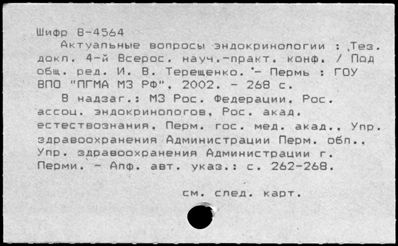 Шифр В-4564
Актуальные вопросы эндокринологии : Тез.
докл. 4-й Всерос. науч.-практ. конф. / Под
общ. ред. И. В. Терещенко. - Пермь : ГОУ
ВПО "ПГМА МЗ РФ", 2002. - 268 с.
В надзаг.: МЗ Рос. Федерации, Рос.
ассоц. эндокринологов, Рос. акад.
естествознания, Перм. гос. мед. акад., Упр.
здравоохранения Администрации Перм. обл.,
Упр. здравоохранения Администрации г.
Перми. - Алф. авт. указ.: с. 262-268.
см. след. карт.